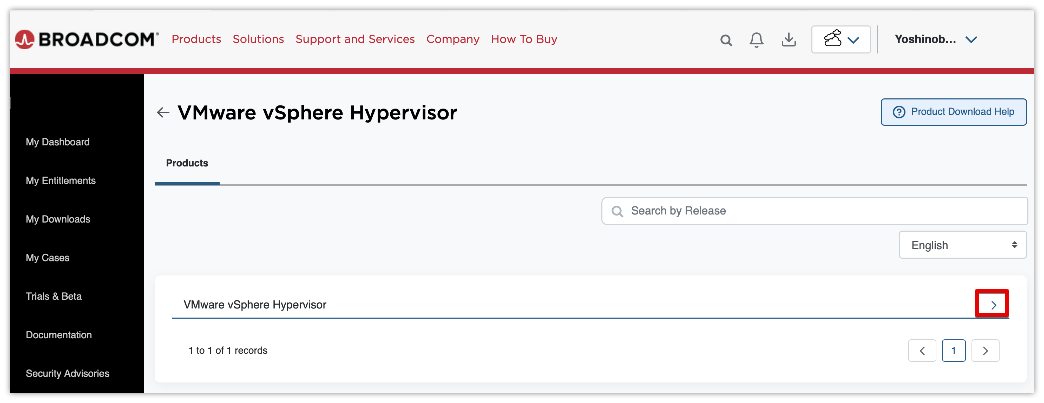 BROADCOM® Products Solutions Support and Services Company How To Buy Yoshinob...
VMware vSphere Hypervisor
Product Download Help
My Dashboard
My Entitlements
My Downloads
My Cases
Trials & Beta
Documentation
Security Advisories
Products
Search by Release
English
VMware vSphere Hypervisor
1 to 1 of 1 records
1